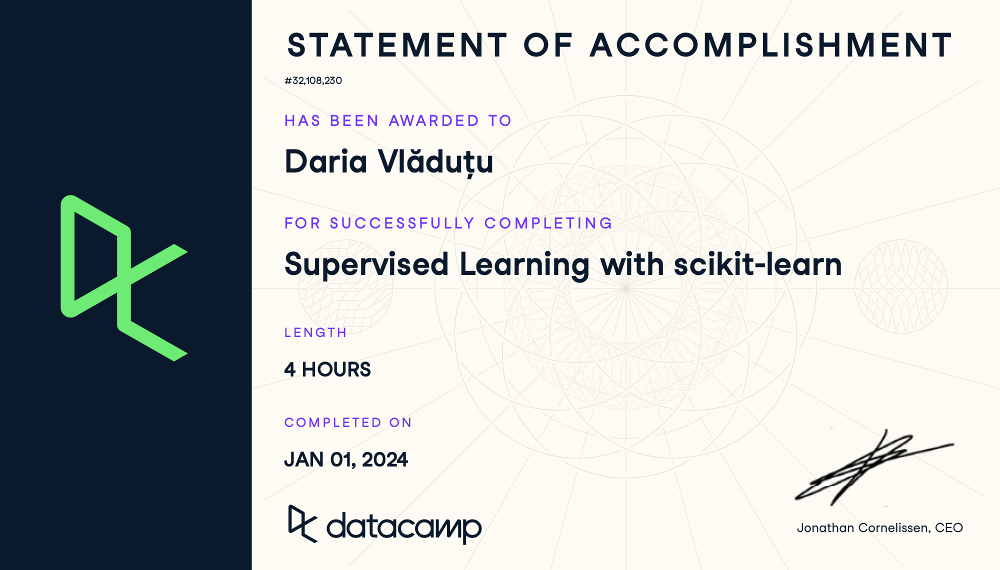 STATEMENT OF ACCOMPLISHMENT
#32,108,230
HAS BEEN AWARDED TO
Daria Vlăduțu
FOR SUCCESSFULLY COMPLETING
Supervised Learning with scikit-learn
LENGTH
4 HOURS
COMPLETED ON
JAN 01, 2024
datacamp
Jonathan Cornelissen, CEO